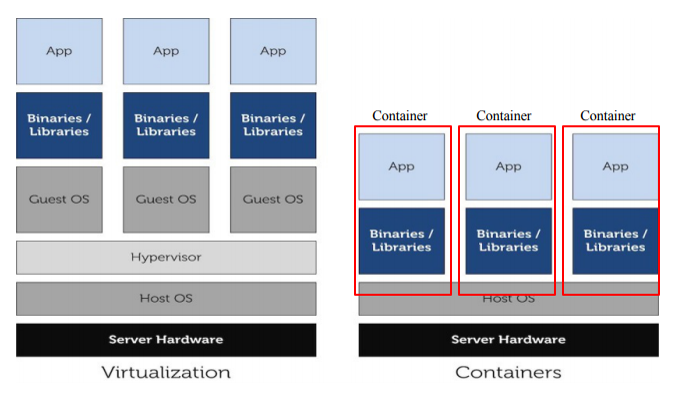 App App App
Binaries / Binaries / Binaries /
Libraries Libraries Libraries
Guest OS Guest OS Guest OS
Hypervisor
Host OS
Server Hardware
Virtualization
Container Container Container
App App App
Binaries / Binaries / Binaries /
Libraries Libraries Libraries
Host OS
Server Hardware
Containers